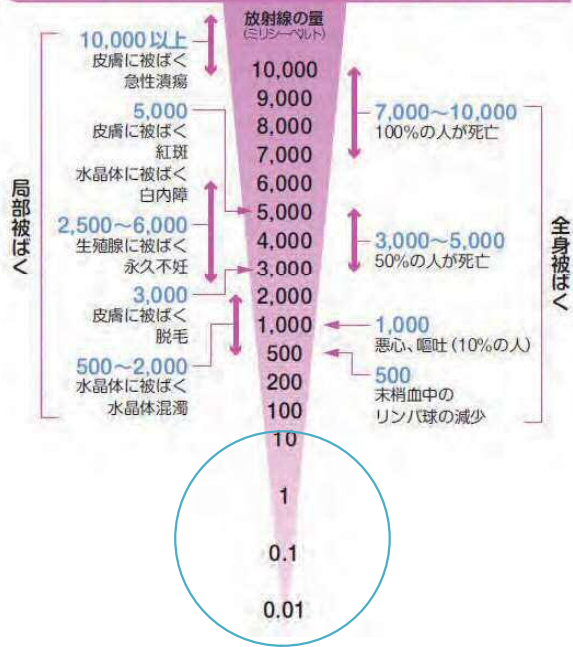 放射線の量
(ミリシーベルト)
局部被ばく
10,000以上
皮膚に被ばく
急性潰瘍
5,000
皮膚に被ばく
紅斑
水晶体に被ばく
白内障
2,500〜6,000
生殖腺に被ばく
永久不妊
3,000
皮膚に被ばく
脱毛
500〜2,000
水晶体に被ばく
水晶体混濁
10,000
9,000
8,000
7,000
6,000
5,000
4,000
3,000
2,000
1,000
500
200
100
10
1
0.1
0.01
全身被ばく
7,000〜10,000
100%の人が死亡
3,000〜5,000
50%の人が死亡
1,000
悪心、嘔吐(10%の人)
500
末梢血中の
リンパ球の減少